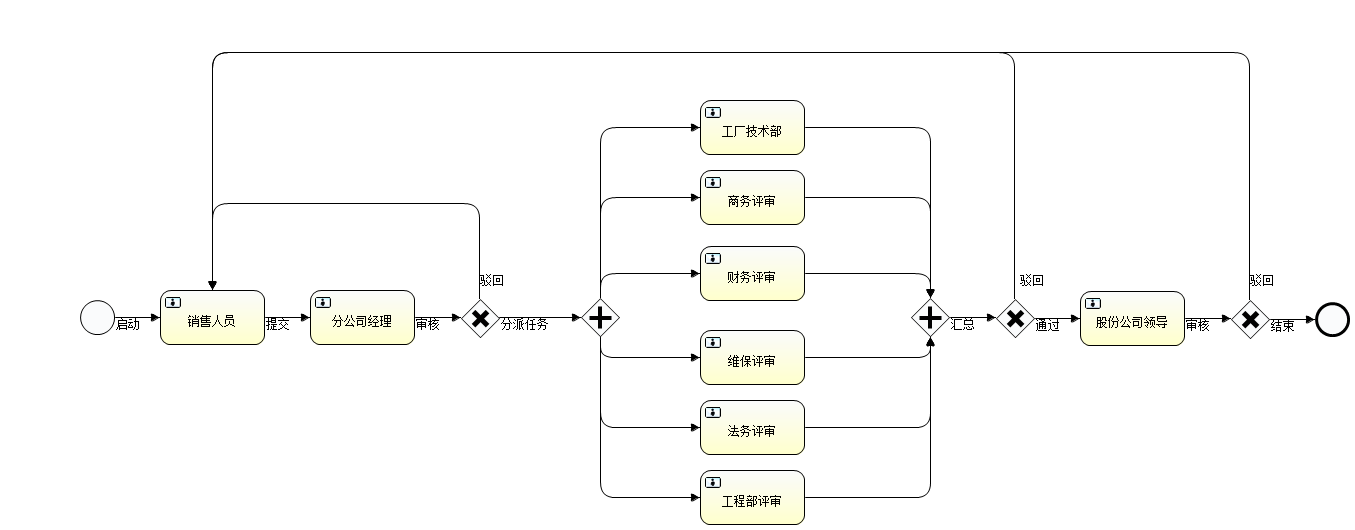 工厂技术部
商务评审
财务评审
驳回
驳回
驳回
启动
销售人员
提交
分公司经理
审核
分派任务
汇总
通过
股份公司领导
审核
结束
维保评审
法务评审
工程部评审